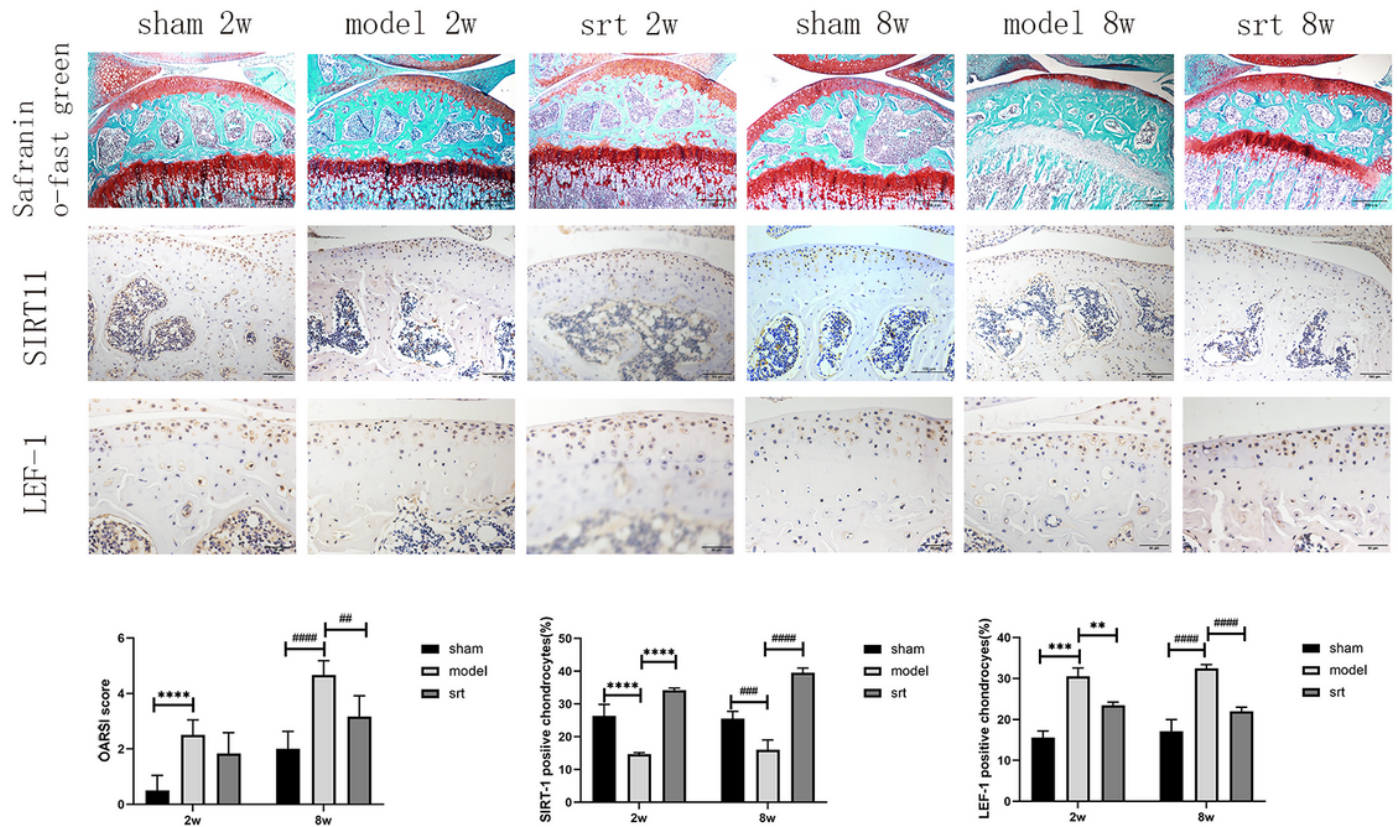 sham 2w
model 2w
srt 2w
sham 8w
model 8w
srt 8w
Safranin
o-fast green
SIRT11
LEF-1
OARSI score
6
4
2
0
****
####
##
2w
8w
sham
model
srt
SIRT-1 posiive chondrocytes(%)
50
40
30
20
10
0
****
****
###
####
2w
8w
sham
model
srt
LEF-1 positive chondrocyes(%)
40
30
20
10
0
***
**
####
####
2w
8w
sham
model
srt